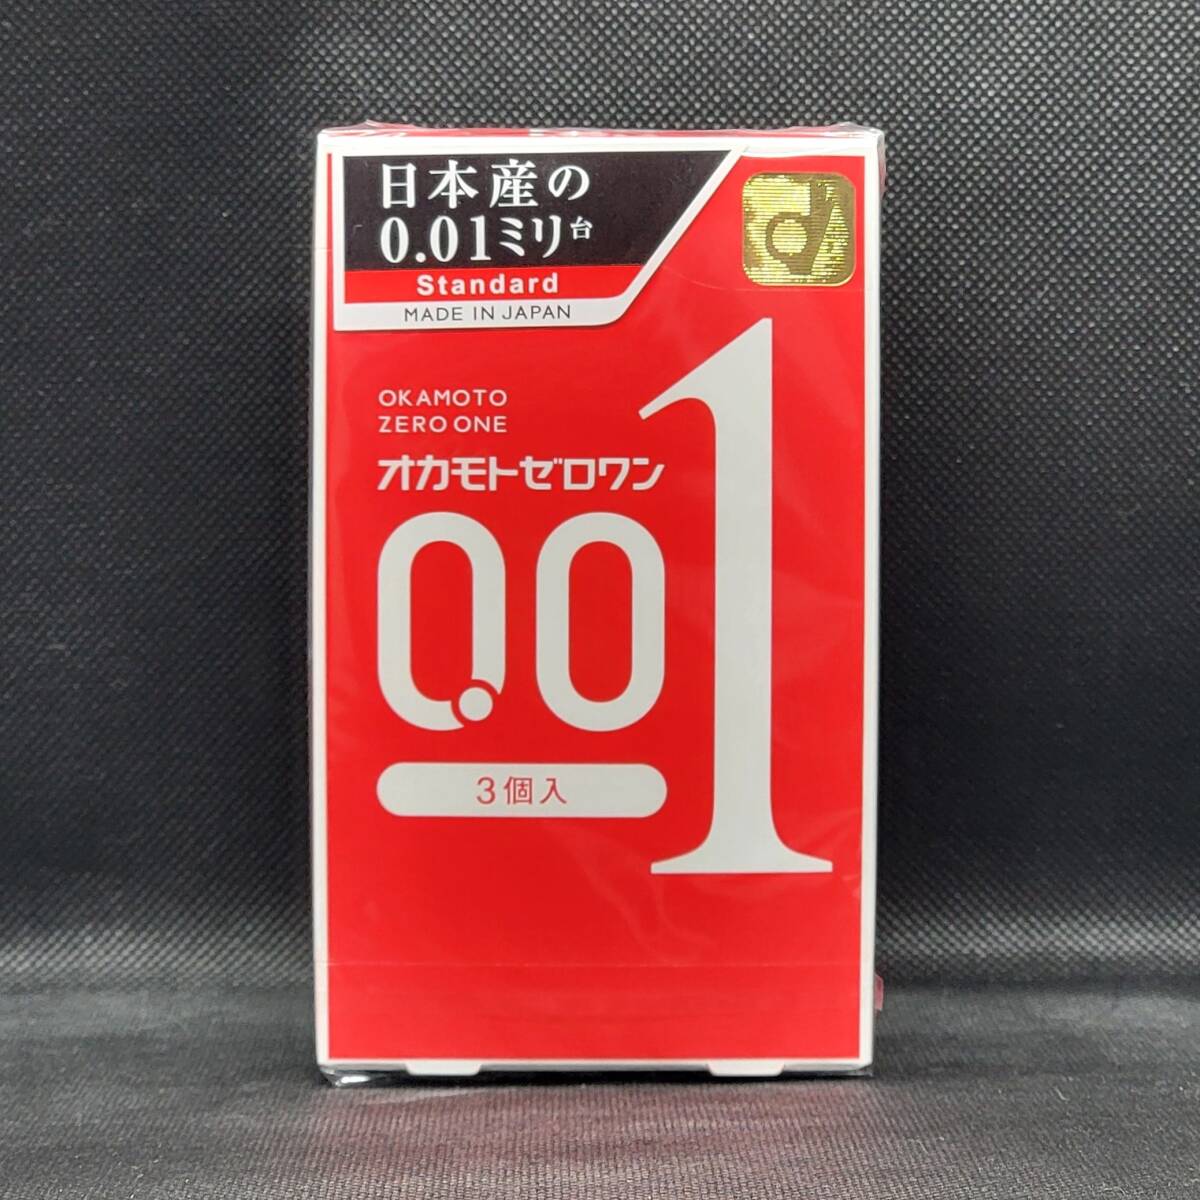 日本産の
0.01ミリ台
Standard
MADE IN JAPAN
OKAMOTO
ZERO ONE
オカモトゼロワン
0.01
3個入